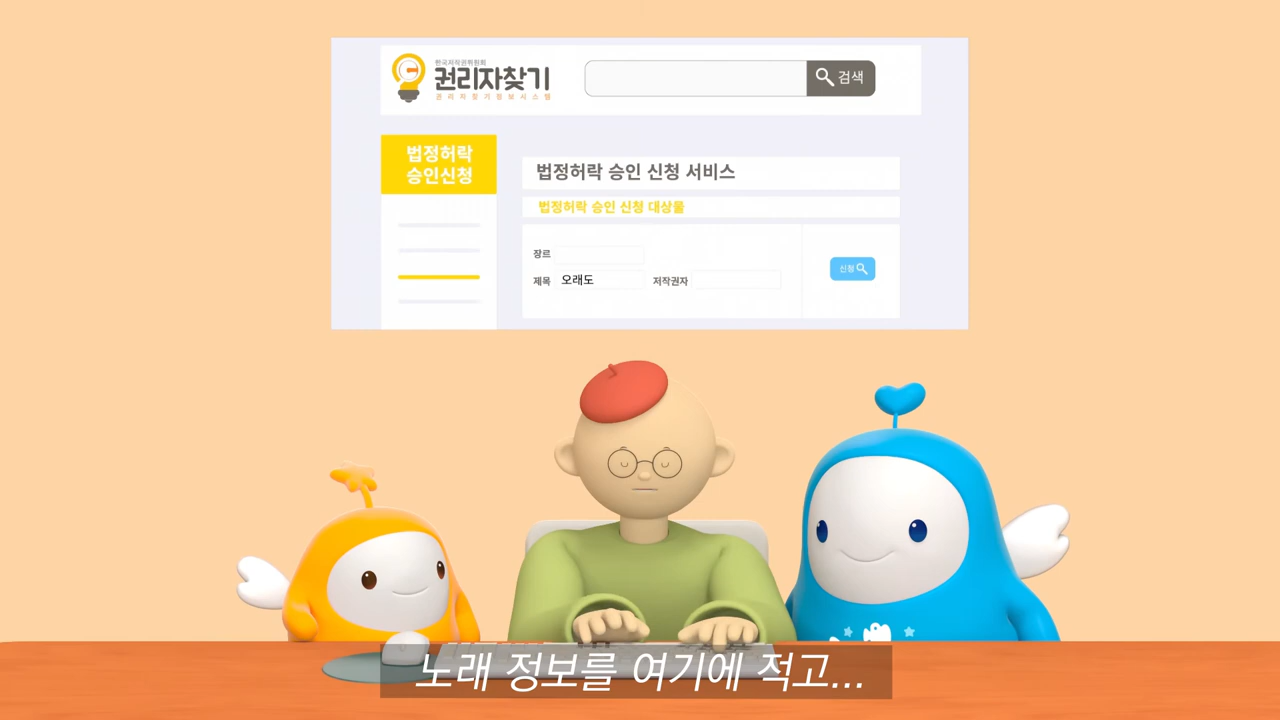 한국저작권위원회
권리자찾기
권리자찾기정보시스템
검색
법정허락
승인신청
법정허락 승인 신청 서비스
법정허락 승인 신청 대상물
장르
제목 오래도 저작권자
신청
노래 정보를 여기에 적고...